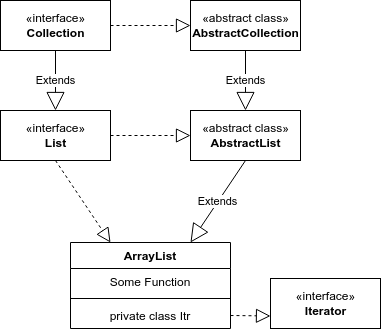 «interface»
Collection
«abstract class»
AbstractCollection
Extends
Extends
«interface»
List
«abstract class»
AbstractList
Extends
ArrayList
Some Function
private class Itr
«interface»
Iterator